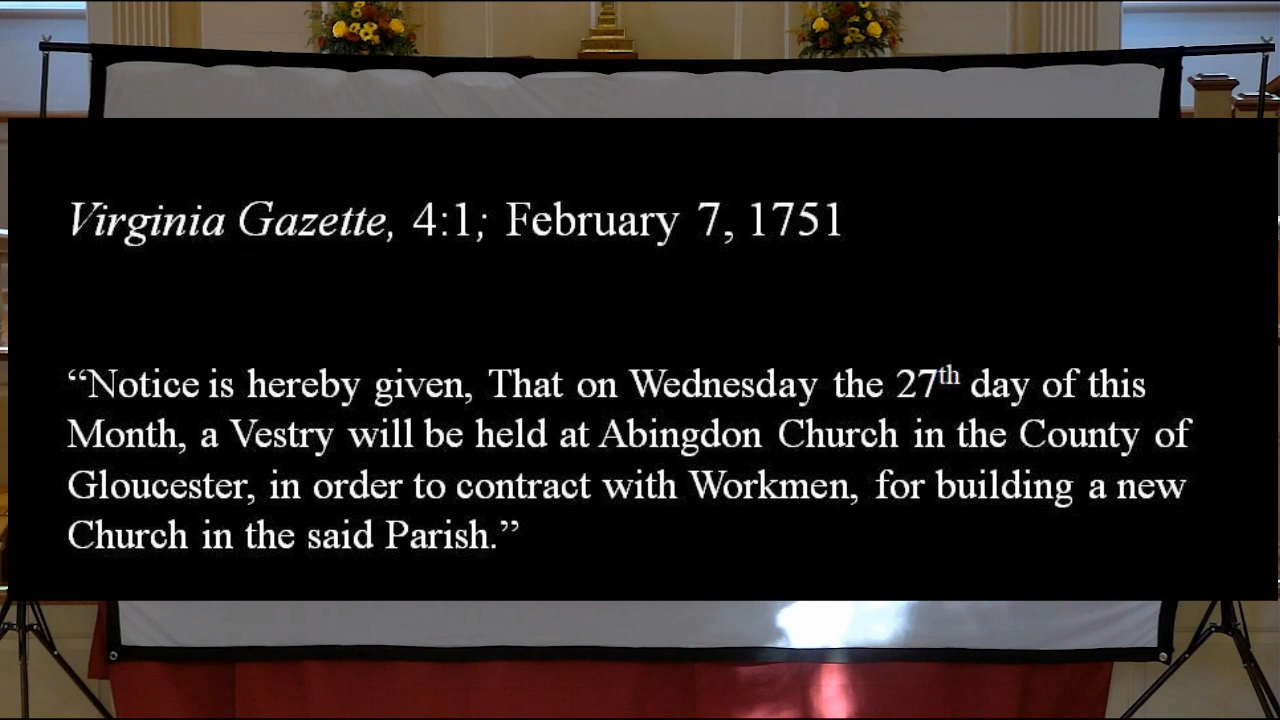 Virginia Gazette, 4:1; February 7, 1751
“Notice is hereby given, That on Wednesday the 27th day of this
Month, a Vestry will be held at Abingdon Church in the County of
Gloucester, in order to contract with Workmen, for building a new
Church in the said Parish.”